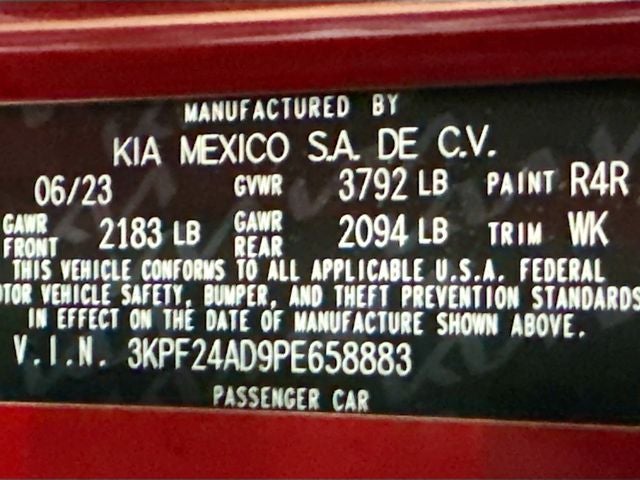 MANUFACTURED BY
KIA MEXICO S.A. DE C.V.
06/23 GVWR 3792 LB PAINT R4R
GAWR FRONT 2183 LB GAWR REAR 2094 LB TRIM WK
THIS VEHICLE CONFORMS TO ALL APPLICABLE U.S.A. FEDERAL
OTOR VEHICLE SAFETY, BUMPER, AND THEFT PREVENTION STANDARDS
IN EFFECT ON THE DATE OF MANUFACTURE SHOWN ABOVE.
V.I.N. 3KPF24AD9PE658883
PASSENGER CAR